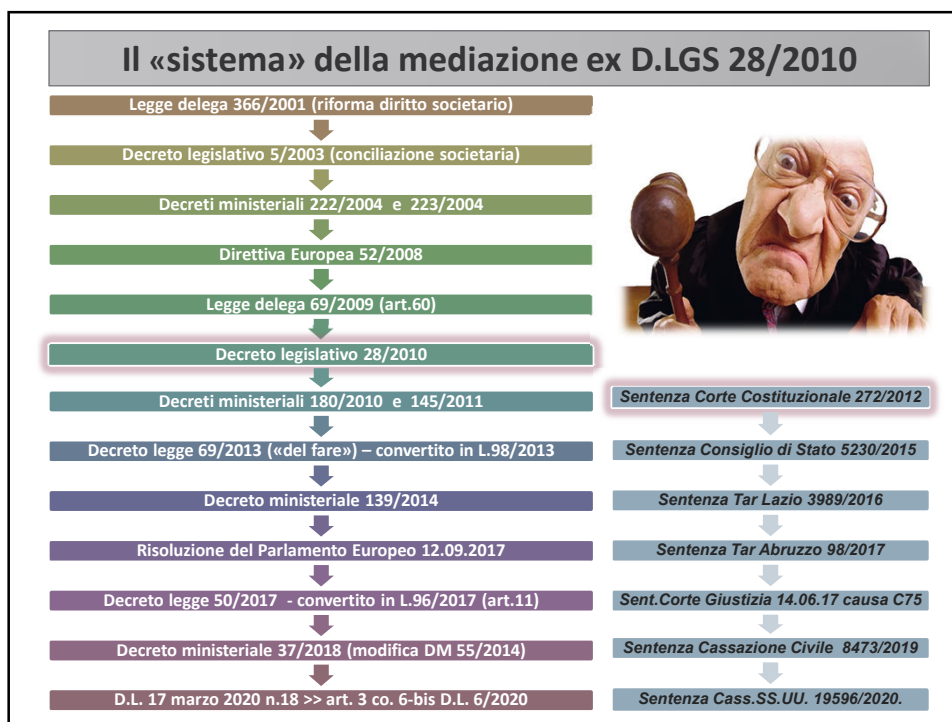 Il «sistema» della mediazione ex D.LGS 28/2010
Legge delega 366/2001 (riforma diritto societario)
Decreto legislativo 5/2003 (conciliazione societaria)
Decreti ministeriali 222/2004 e 223/2004
Direttiva Europea 52/2008
Legge delega 69/2009 (art.60)
Decreto legislativo 28/2010
Decreti ministeriali 180/2010 e 145/2011
Decreto legge 69/2013 («del fare») – convertito in L.98/2013
Decreto ministeriale 139/2014
Risoluzione del Parlamento Europeo 12.09.2017
Decreto legge 50/2017 - convertito in L.96/2017 (art.11)
Decreto ministeriale 37/2018 (modifica DM 55/2014)
D.L. 17 marzo 2020 n.18 >> art. 3 co. 6-bis D.L. 6/2020
Sentenza Corte Costituzionale 272/2012
Sentenza Consiglio di Stato 5230/2015
Sentenza Tar Lazio 3989/2016
Sentenza Tar Abruzzo 98/2017
Sent.Corte Giustizia 14.06.17 causa C75
Sentenza Cassazione Civile 8473/2019
Sentenza Cass.SS.UU. 19596/2020.